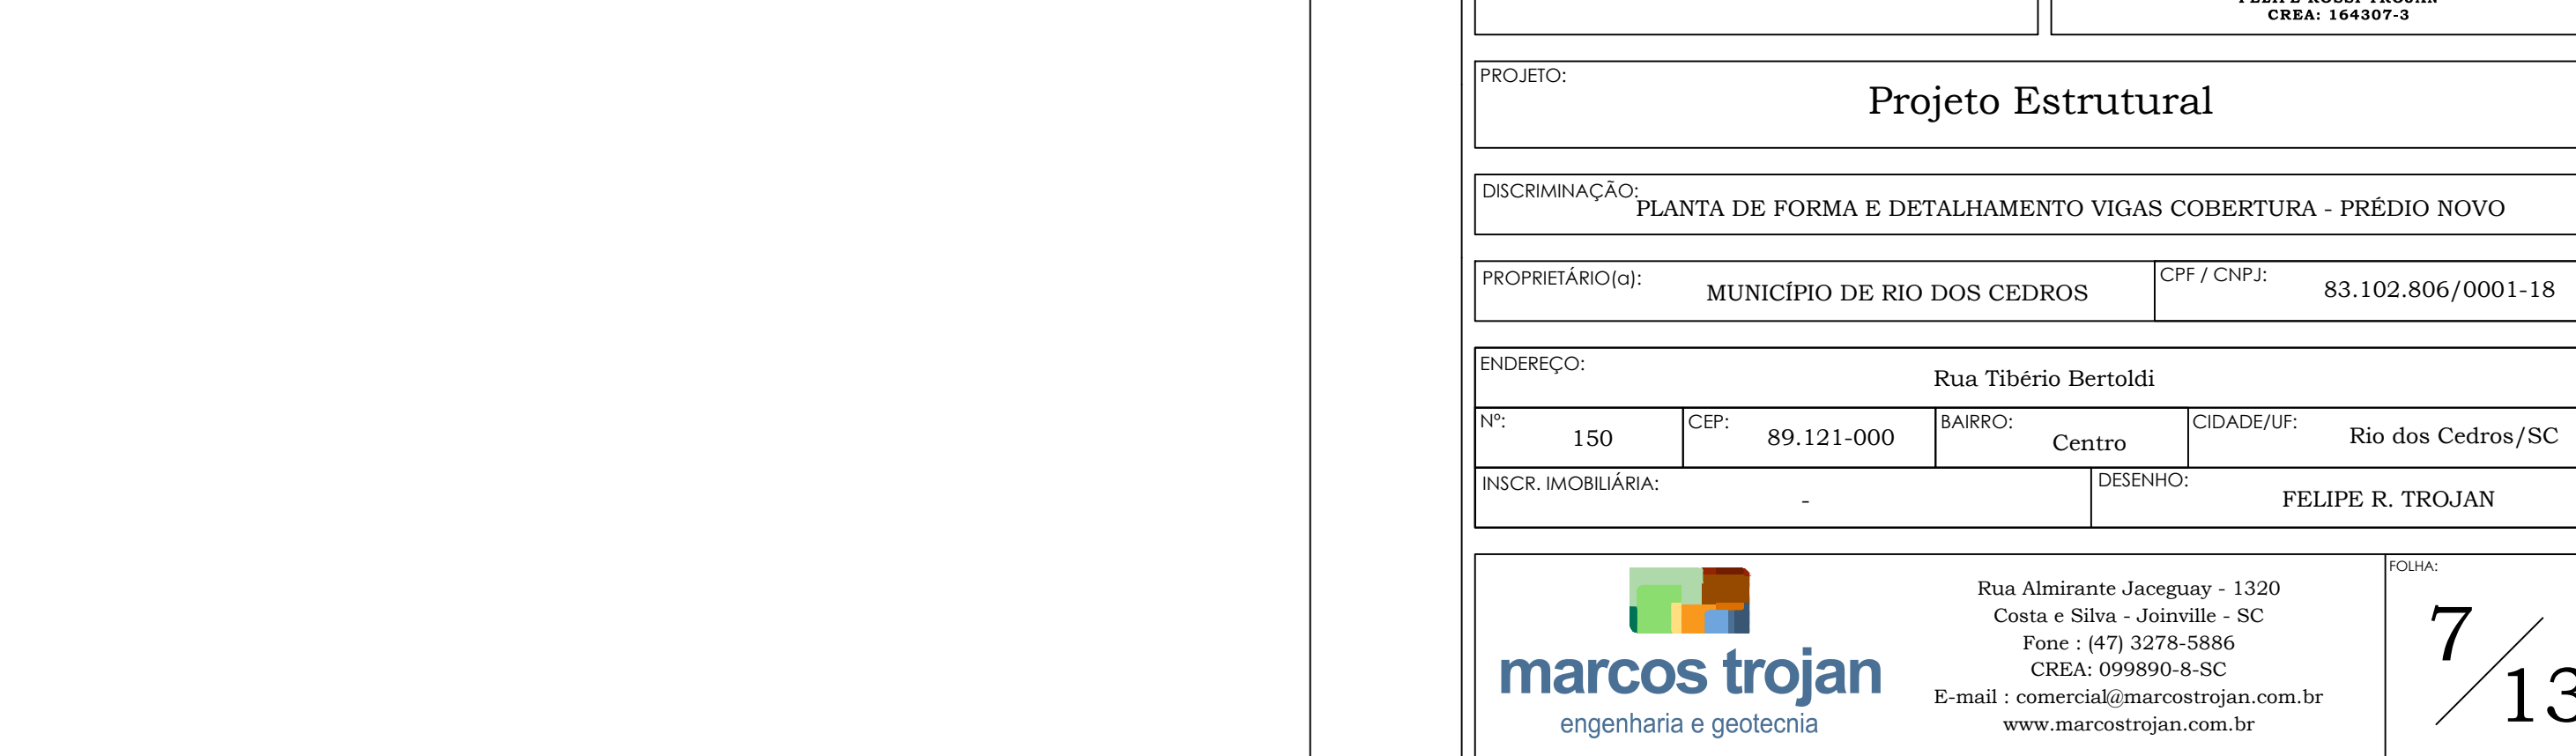 CREA: 164307-3
PROJETO:
Projeto Estrutural
DISCRIMINAÇÃO:
PLANTA DE FORMA E DETALHAMENTO VIGAS COBERTURA - PRÉDIO NOVO
PROPRIETÁRIO(a):
MUNICÍPIO DE RIO DOS CEDROS
CPF / CNPJ:
83.102.806/0001-18
ENDEREÇO:
Rua Tibério Bertoldi
Nº:
150
CEP:
89.121-000
BAIRRO:
Centro
CIDADE/UF:
Rio dos Cedros/SC
INSCR. IMOBILIÁRIA:
-
DESENHO:
FELIPE R. TROJAN
marcos trojan
engenharia e geotecnia
Rua Almirante Jaceguay - 1320
Costa e Silva - Joinville - SC
Fone : (47) 3278-5886
CREA: 099890-8-SC
E-mail : comercial@marcostrojan.com.br
www.marcostrojan.com.br
FOLHA:
7/13